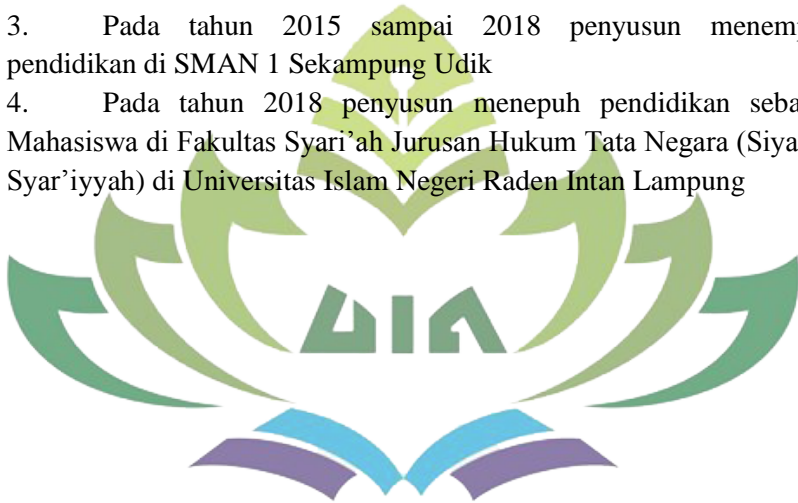 3. Pada tahun 2015 sampai 2018 penyusun menemp
pendidikan di SMAN 1 Sekampung Udik
4. Pada tahun 2018 penyusun menepuh pendidikan seba
Mahasiswa di Fakultas Syari’ah Jurusan Hukum Tata Negara (Siya
Syar’iyyah) di Universitas Islam Negeri Raden Intan Lampung
UIN